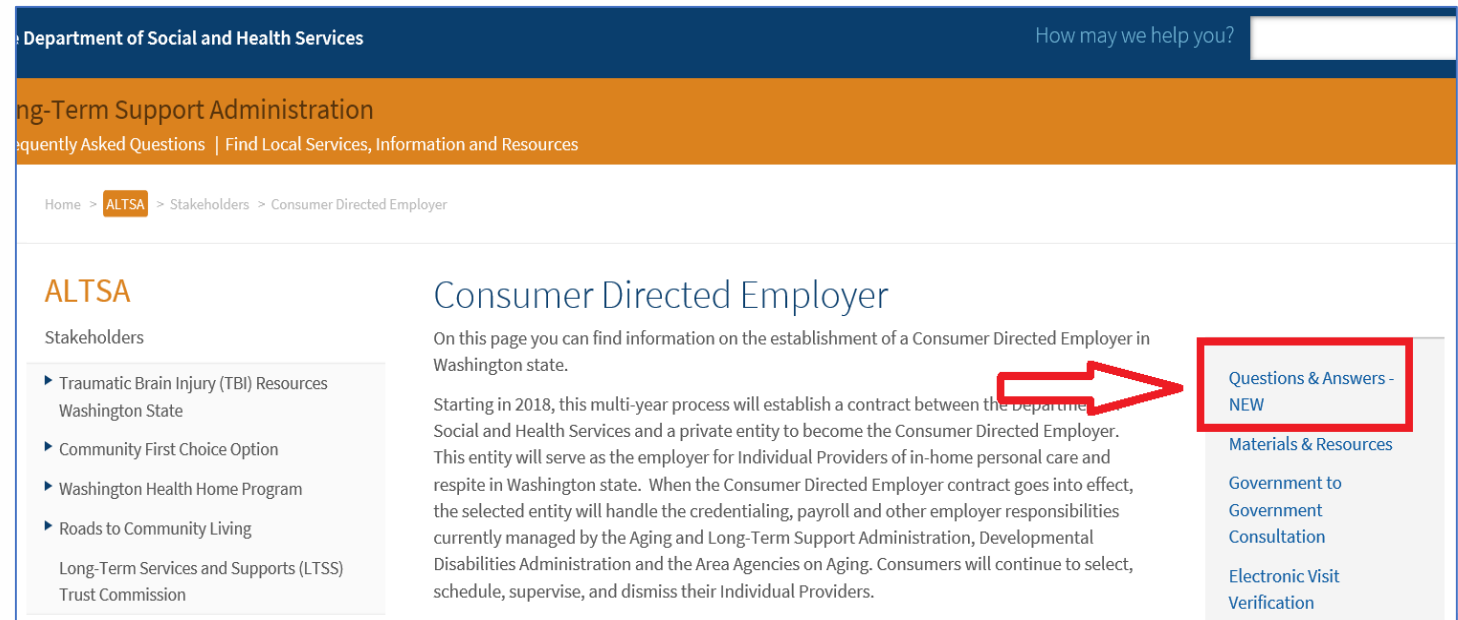 Department of Social and Health Services
How may we help you?
ng-Term Support Administration
equently Asked Questions | Find Local Services, Information and Resources
Home > ALTSA > Stakeholders > Consumer Directed Employer
ALTSA
Stakeholders
Traumatic Brain Injury (TBI) Resources
Washington State
Community First Choice Option
Washington Health Home Program
Roads to Community Living
Long-Term Services and Supports (LTSS)
Trust Commission
Consumer Directed Employer
On this page you can find information on the establishment of a Consumer Directed Employer in
Washington state.
Starting in 2018, this multi-year process will establish a contract between the Departme
Social and Health Services and a private entity to become the Consumer Directed Employer.
This entity will serve as the employer for Individual Providers of in-home personal care and
respite in Washington state. When the Consumer Directed Employer contract goes into effect,
the selected entity will handle the credentialing, payroll and other employer responsibilities
currently managed by the Aging and Long-Term Support Administration, Developmental
Disabilities Administration and the Area Agencies on Aging. Consumers will continue to select,
schedule, supervise, and dismiss their Individual Providers.
Questions & Answers -
NEW
Materials & Resources
Government to
Government
Consultation
Electronic Visit
Verification